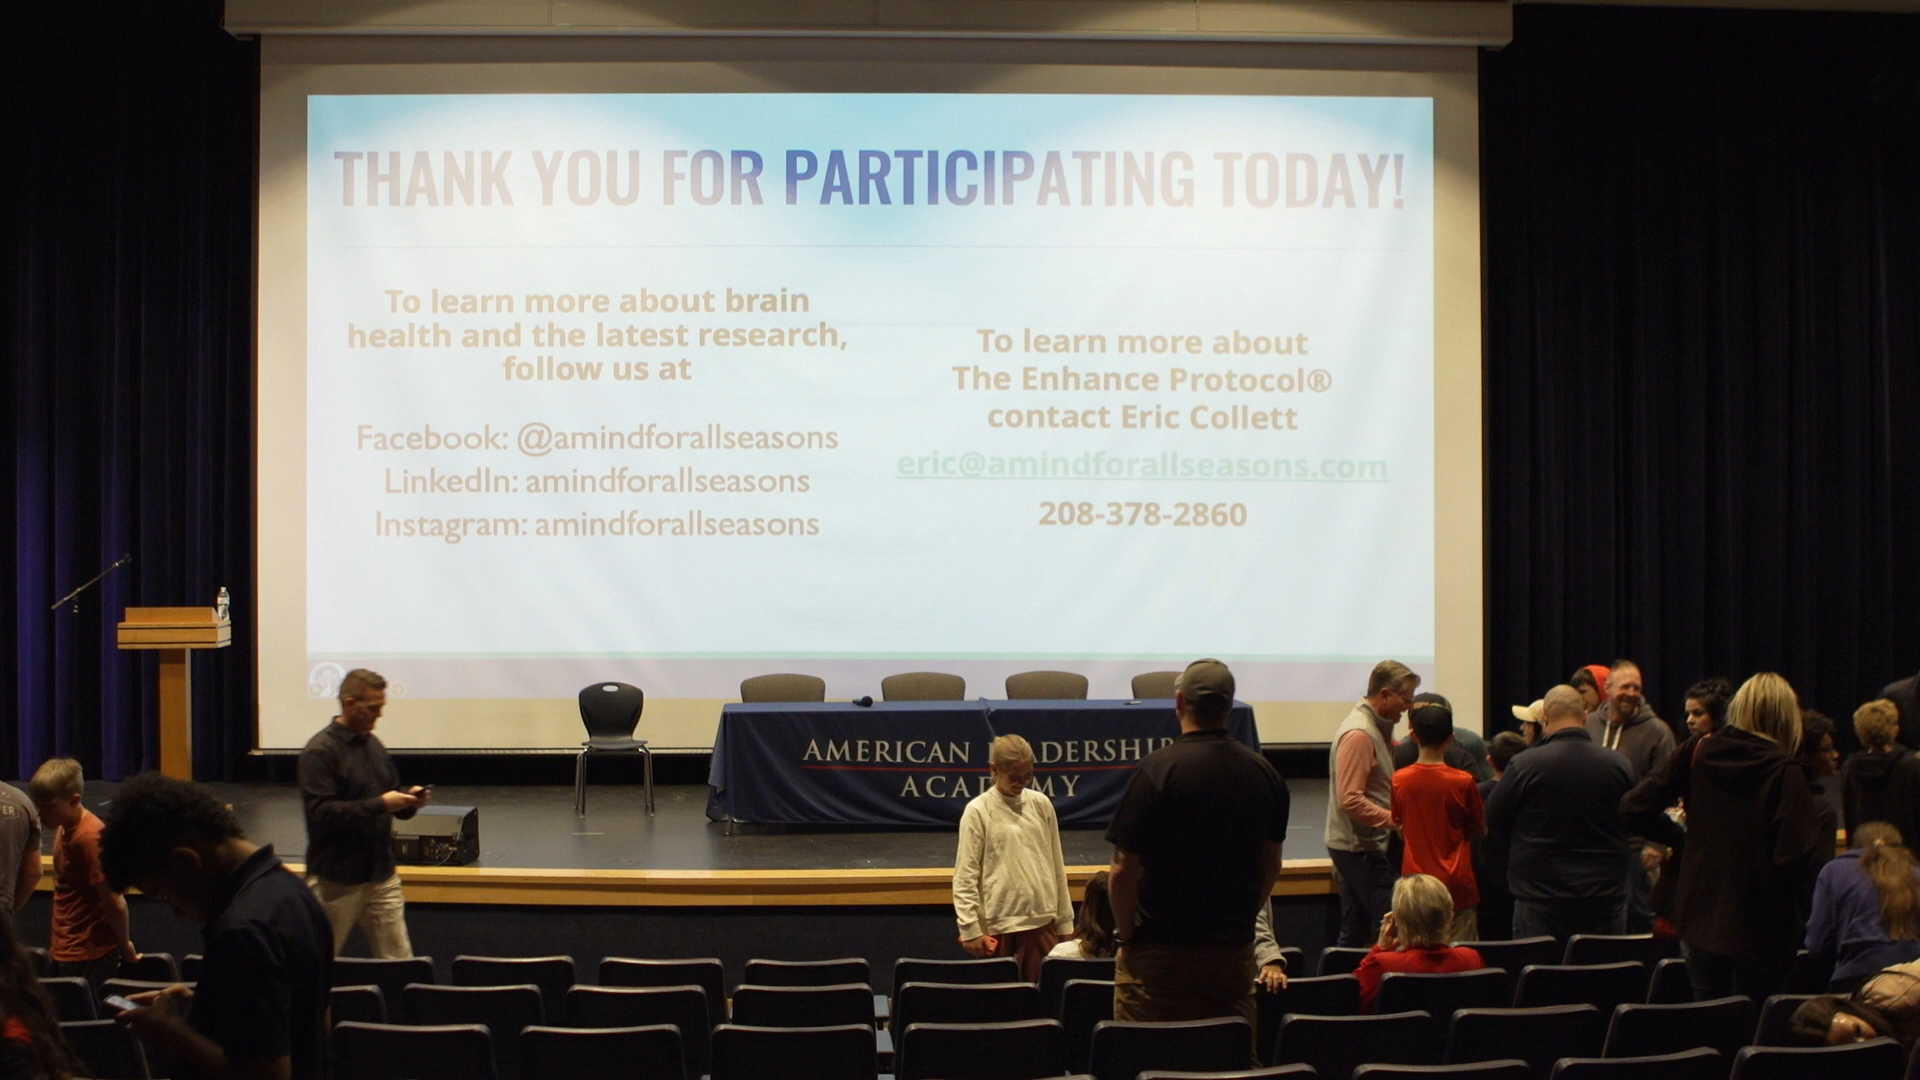 THANK YOU FOR PARTICIPATING TODAY!
To learn more about brain
health and the latest research,
follow us at
Facebook: @amindforallseasons
LinkedIn: amindforallseasons
Instagram: amindforallseasons
To learn more about
The Enhance Protocol®
contact Eric Collett
eric@amindforallseasons.com
208-378-2860
AMERICAN LEADERSHIP
ACADEMY